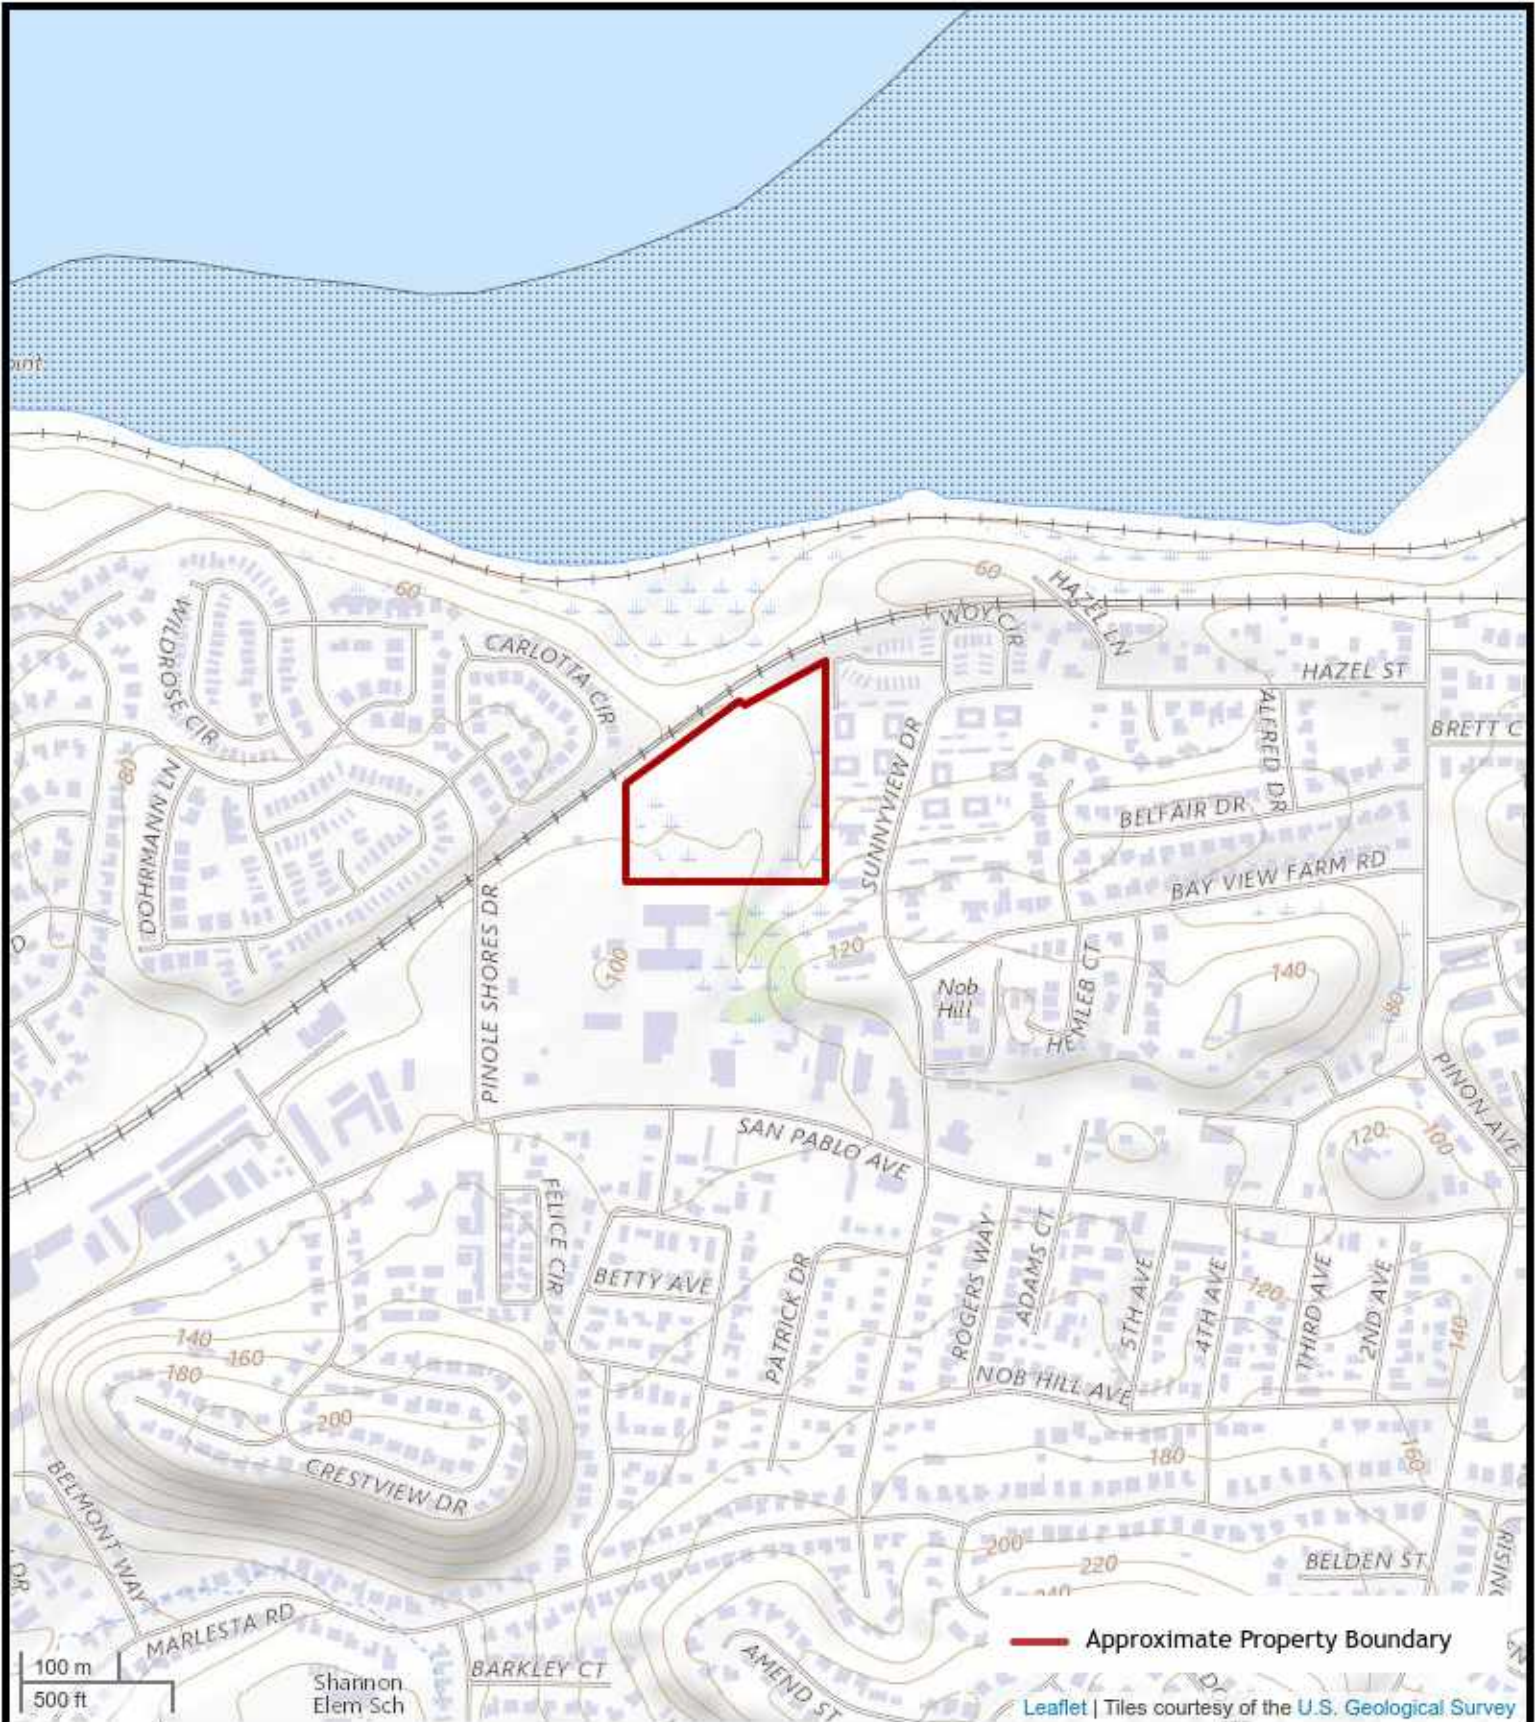 60
60
HAZEL LN
WOY CIR
WILDROSE CIR
CARLOTTA CIR
HAZEL ST
ALFRED DR
BRETT C
80
DOHRMANN LN
SUNNYVIEW DR
BELFAIR DR
BAY VIEW FARM RD
PINOLE SHORES DR
100
120
Nob
Hill
HEMLEB CT
140
80
PINON AVE
SAN PABLO AVE
120
100
FELICE CIR
BETTY AVE
PATRICK DR
ROGERS WAY
ADAMS CT
5TH AVE
4TH AVE
120
THIRD AVE
2ND AVE
140
140
160
180
200
NOB HILL AVE
CRESTVIEW DR
BELMONT WAY
180
160
200
220
BELDEN ST
DR
MARLESTA RD
Approximate Property Boundary
100 m
500 ft
Shannon
Elem Sch
BARKLEY CT
AMEND ST
Leaflet | Tiles courtesy of the U.S. Geological Survey